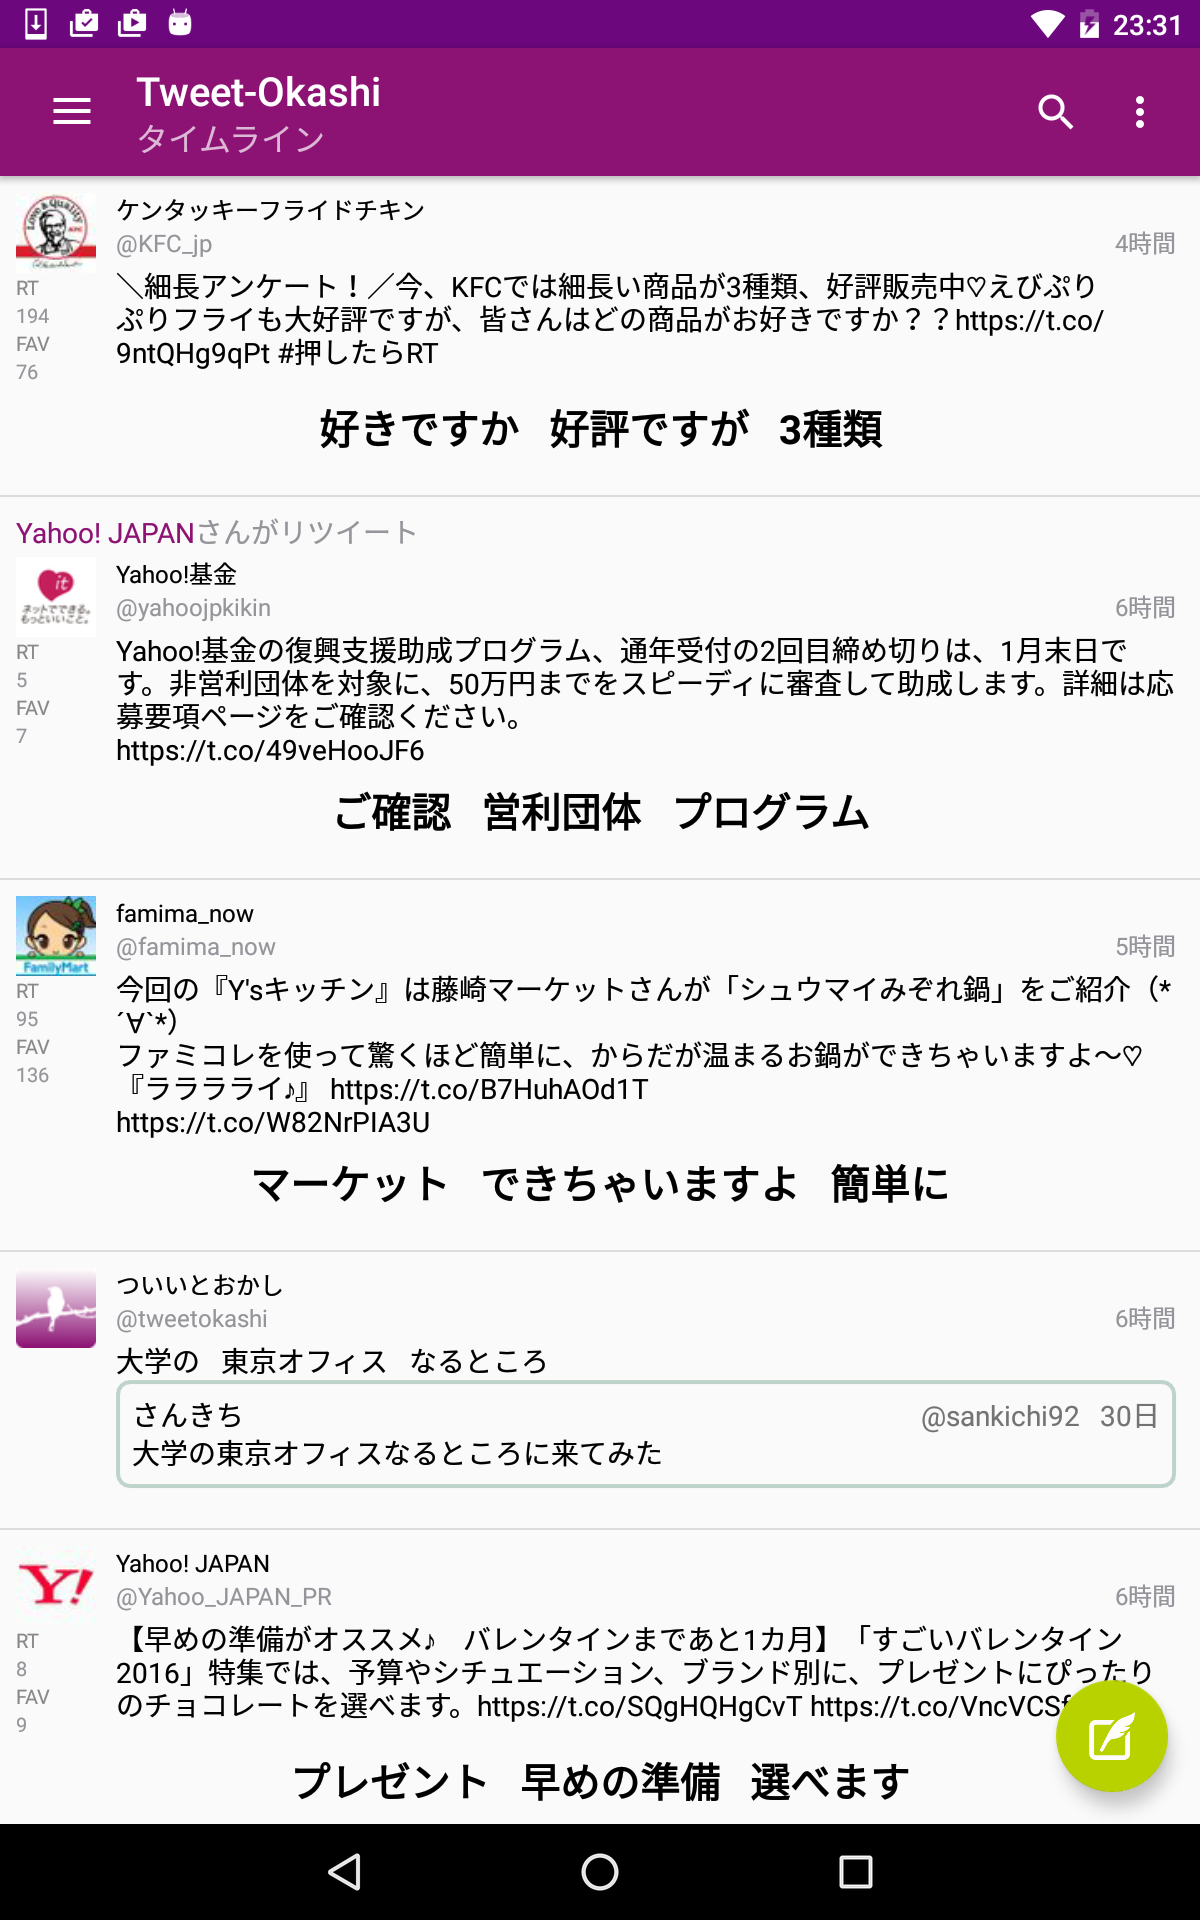 23:31
Tweet-Okashi
タイムライン
ケンタッキーフライドチキン
@KFC_jp 4時間
RT
194
FAV
76
＼細長アンケート！／今、KFCでは細長い商品が3種類、好評販売中♡えびぷり
ぷりフライも大好評ですが、皆さんはどの商品がお好きですか？？https://t.co/
9ntQHg9qPt #押したらRT
好きですか 好評ですが 3種類
Yahoo! JAPANさんがリツイート
it
ネットでできる。
もっといいこと。
Yahoo!基金
@yahoojpkikin 6時間
RT
5
FAV
7
Yahoo!基金の復興支援助成プログラム、通年受付の2回目締め切りは、1月末日で
す。非営利団体を対象に、50万円までをスピーディに審査して助成します。詳細は応
募要項ページをご確認ください。
https://t.co/49veHooJF6
ご確認 営利団体 プログラム
FamilyMart
famima_now
@famima_now 5時間
RT
95
FAV
136
今回の『Y'sキッチン』は藤崎マーケットさんが「シュウマイみぞれ鍋」をご紹介（*
´∀`*）
ファミコレを使って驚くほど簡単に、からだが温まるお鍋ができちゃいますよ〜♡
『ラララライ♪』 https://t.co/B7HuhAOd1T
https://t.co/W82NrPIA3U
マーケット できちゃいますよ 簡単に
ついいとおかし
@tweetokashi 6時間
大学の 東京オフィス なるところ
さんきち @sankichi92 30日
大学の東京オフィスなるところに来てみた
Y!
Yahoo! JAPAN
@Yahoo_JAPAN_PR 6時間
RT
8
FAV
9
【早めの準備がオススメ♪ バレンタインまであと1カ月】「すごいバレンタイン
2016」特集では、予算やシチュエーション、ブランド別に、プレゼントにぴったり
のチョコレートを選べます。https://t.co/SQgHQHgCvT https://t.co/VncVCSf
プレゼント 早めの準備 選べます